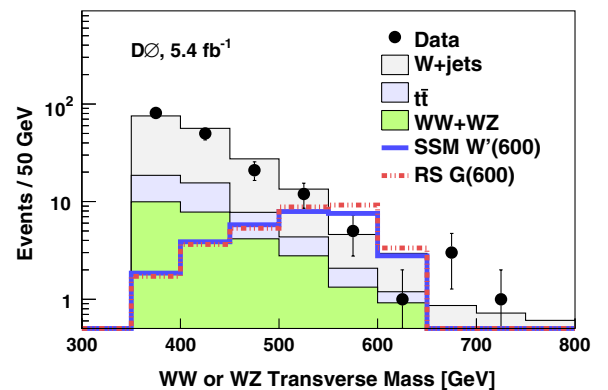 DØ, 5.4 fb-1
Data
W+jets
tt̄
WW+WZ
SSM W'(600)
RS G(600)
Events / 50 GeV
10²
10
1
300 400 500 600 700 800
WW or WZ Transverse Mass [GeV]